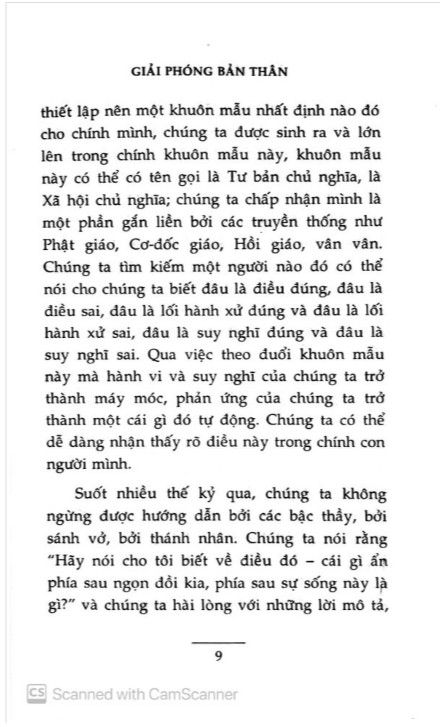 GIẢI PHÓNG BẢN THÂN
thiết lập nên một khuôn mẫu nhất định nào đó
cho chính mình, chúng ta được sinh ra và lớn
lên trong chính khuôn mẫu này, khuôn mẫu
này có thể có tên gọi là Tư bản chủ nghĩa, là
Xã hội chủ nghĩa; chúng ta chấp nhận mình là
một phần gắn liền bởi các truyền thống như
Phật giáo, Cơ-đốc giáo, Hồi giáo, vân vân.
Chúng ta tìm kiếm một người nào đó có thể
nói cho chúng ta biết đâu là điều đúng, đâu là
điều sai, đâu là lối hành xử đúng và đâu là lối
hành xử sai, đâu là suy nghĩ đúng và đâu là
suy nghĩ sai. Qua việc theo đuổi khuôn mẫu
này mà hành vi và suy nghĩ của chúng ta trở
thành máy móc, phản ứng của chúng ta trở
thành một cái gì đó tự động. Chúng ta có thể
dễ dàng nhận thấy rõ điều này trong chính con
người mình.
Suốt nhiều thế kỷ qua, chúng ta không
ngừng được hướng dẫn bởi các bậc thầy, bởi
sánh vở, bởi thánh nhân. Chúng ta nói rằng
“Hãy nói cho tôi biết về điều đó – cái gì ẩn
phía sau ngọn đồi kia, phía sau sự sống này là
gì?” và chúng ta hài lòng với những lời mô tả,
9
CS Scanned with CamScanner